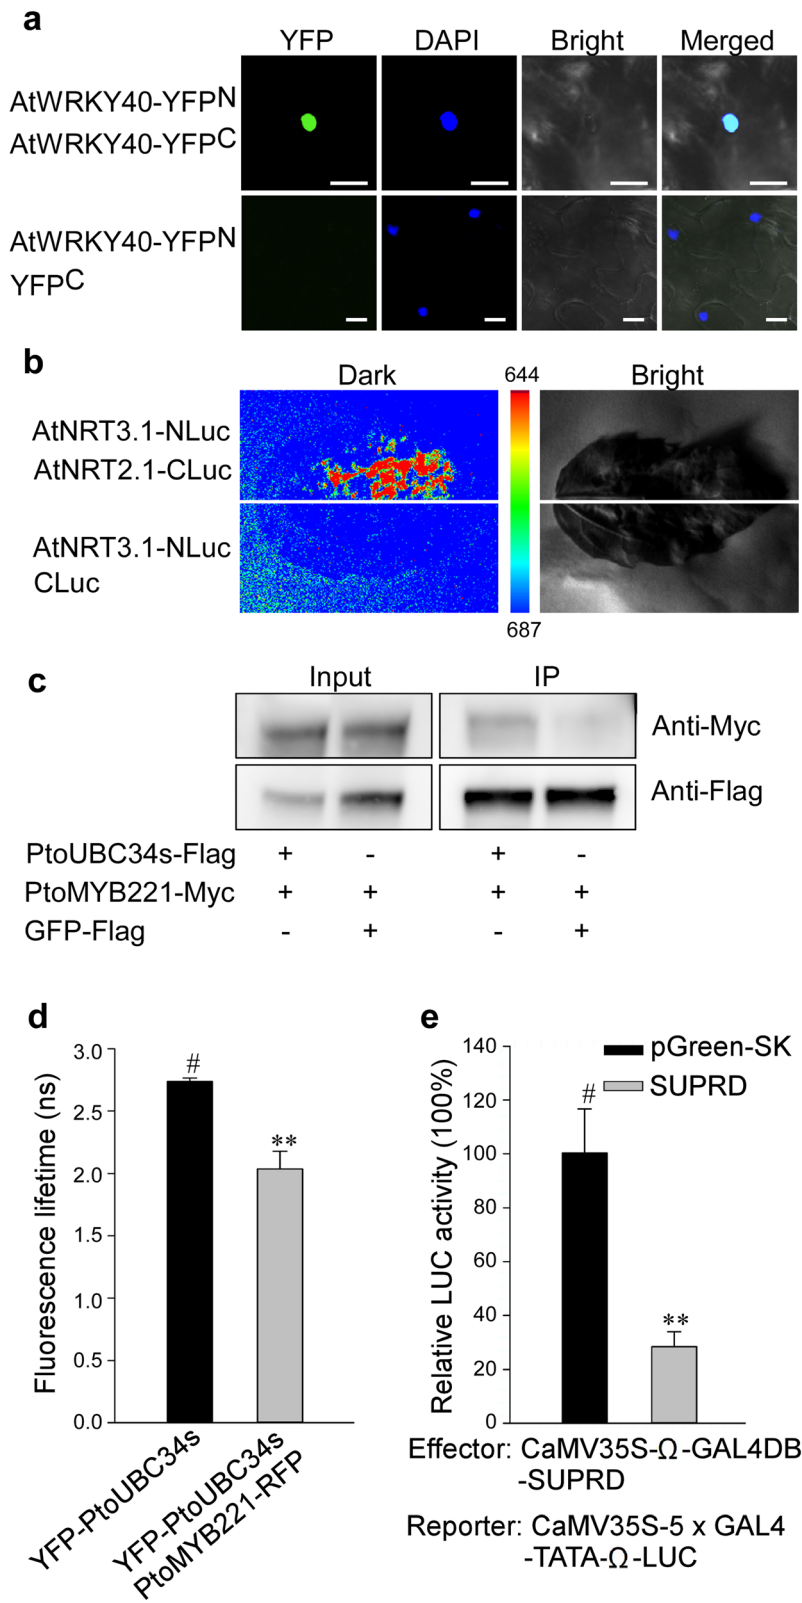 a
YFP DAPI Bright Merged
AtWRKY40-YFPN
AtWRKY40-YFPC
AtWRKY40-YFPN
YFPC
b
Dark 644 Bright
AtNRT3.1-NLuc
AtNRT2.1-CLuc
AtNRT3.1-NLuc
CLuc
687
c
Input IP
Anti-Myc
Anti-Flag
PtoUBC34s-Flag + - + -
PtoMYB221-Myc + + + +
GFP-Flag - + - +
d
Fluorescence lifetime (ns)
3.0
2.5
2.0
1.5
1.0
0.5
0.0
#
**
YFP-PtoUBC34s
YFP-PtoUBC34s
PtoMYB221-RFP
e
Relative LUC activity (100%)
140
120
100
80
60
40
20
0
pGreen-SK
SUPRD
#
**
Effector: CaMV35S-Ω-GAL4DB
-SUPRD
Reporter: CaMV35S-5 x GAL4
-TATA-Ω-LUC